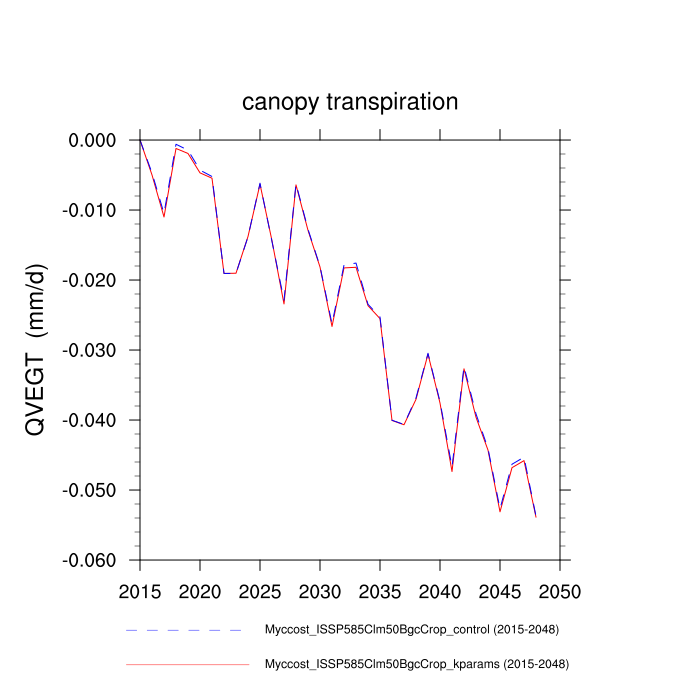 canopy transpiration
QVEGT (mm/d)
0.000
-0.010
-0.020
-0.030
-0.040
-0.050
-0.060
2015 2020 2025 2030 2035 2040 2045 2050
Myccost_ISSP585Clm50BgcCrop_control (2015-2048)
Myccost_ISSP585Clm50BgcCrop_kparams (2015-2048)